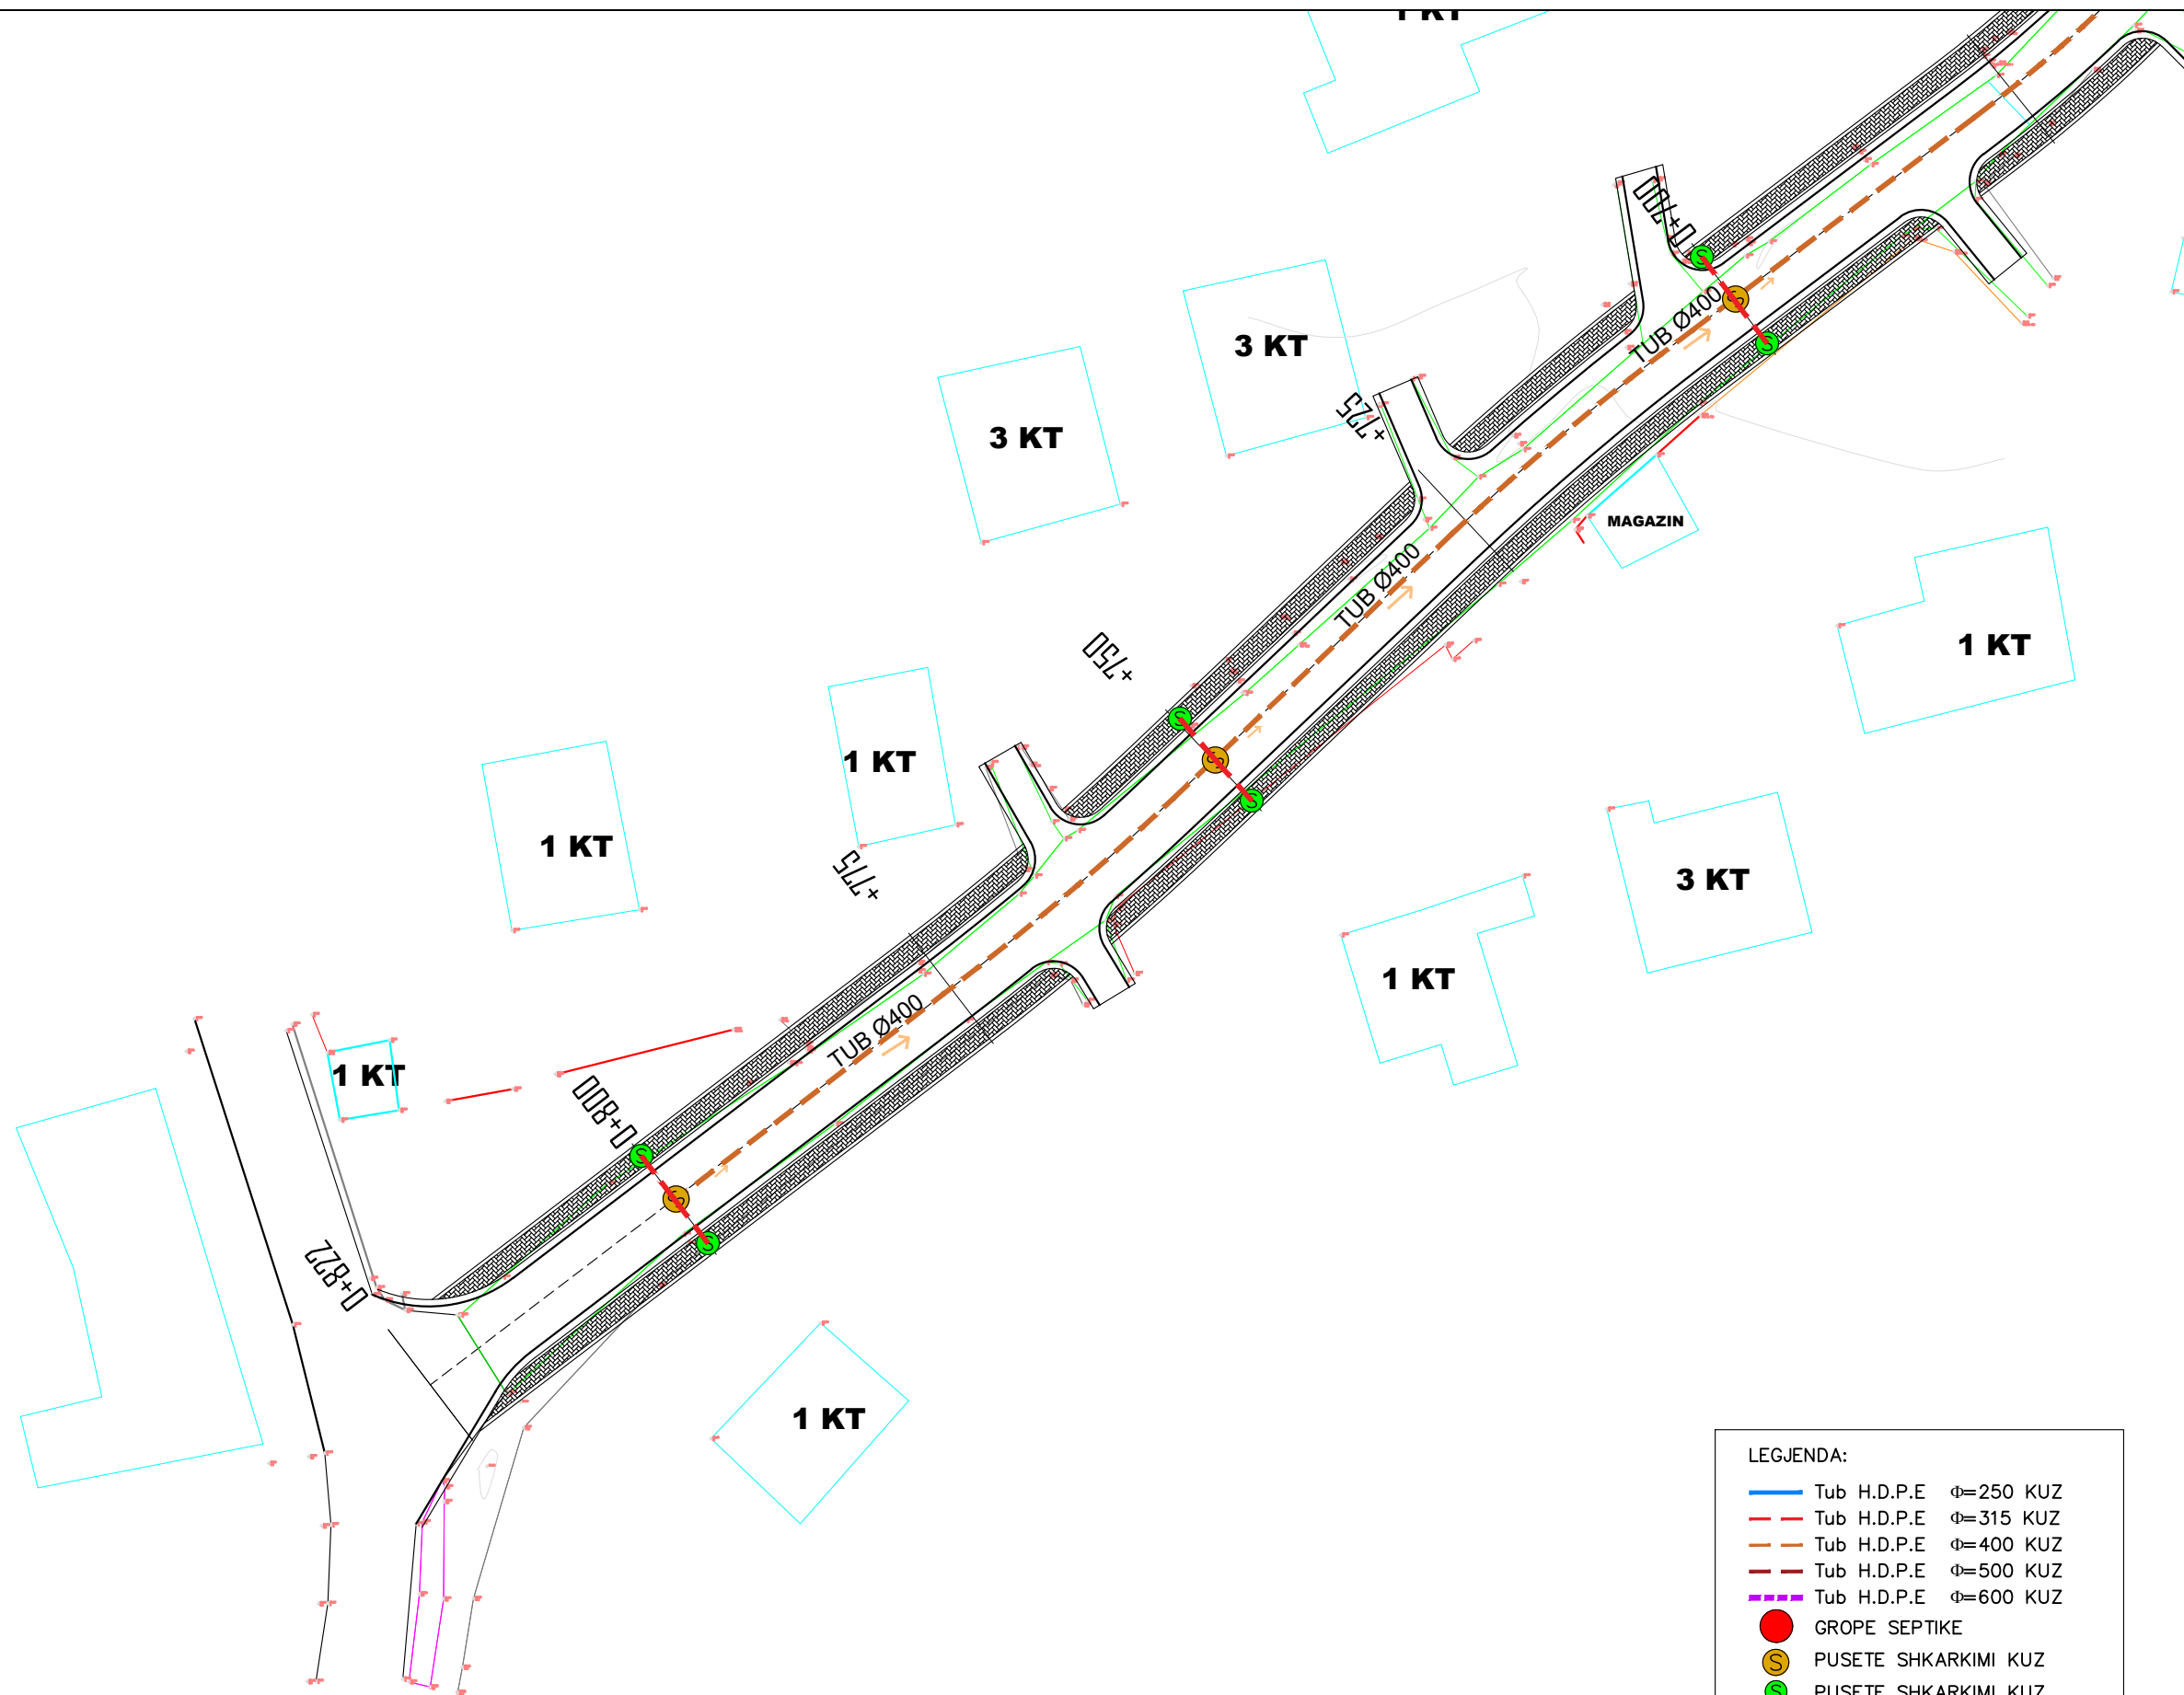 1 KT
0+700
TUB Ø400
3 KT
3 KT
+725
MAGAZIN
TUB Ø400
1 KT
+750
1 KT
1 KT
+775
3 KT
1 KT
TUB Ø400
1 KT
0+800
0+822
1 KT
LEGJENDA:
Tub H.D.P.E Φ=250 KUZ
Tub H.D.P.E Φ=315 KUZ
Tub H.D.P.E Φ=400 KUZ
Tub H.D.P.E Φ=500 KUZ
Tub H.D.P.E Φ=600 KUZ
GROPE SEPTIKE
S PUSETE SHKARKIMI KUZ
S PUSETE SHKARKIMI KUZ